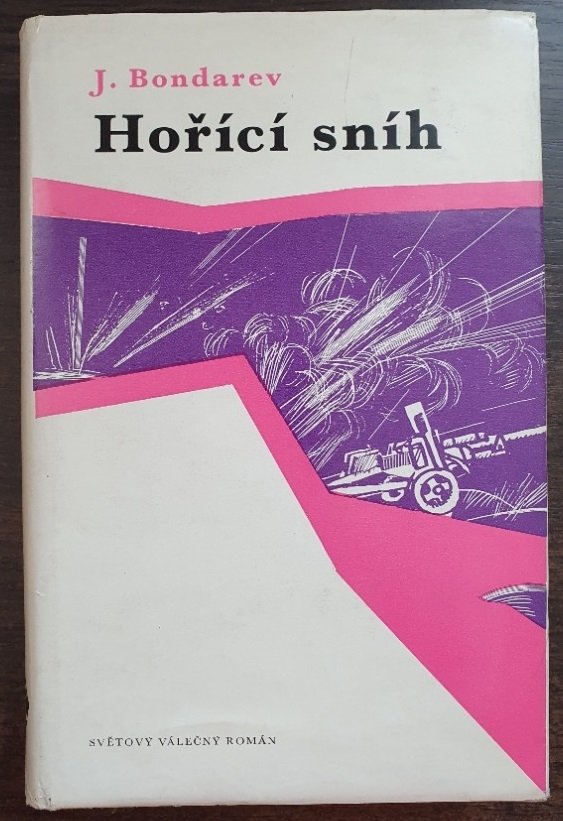 J. Bondarev
Hořící sníh
SVĚTOVÝ VÁLEČNÝ ROMÁN